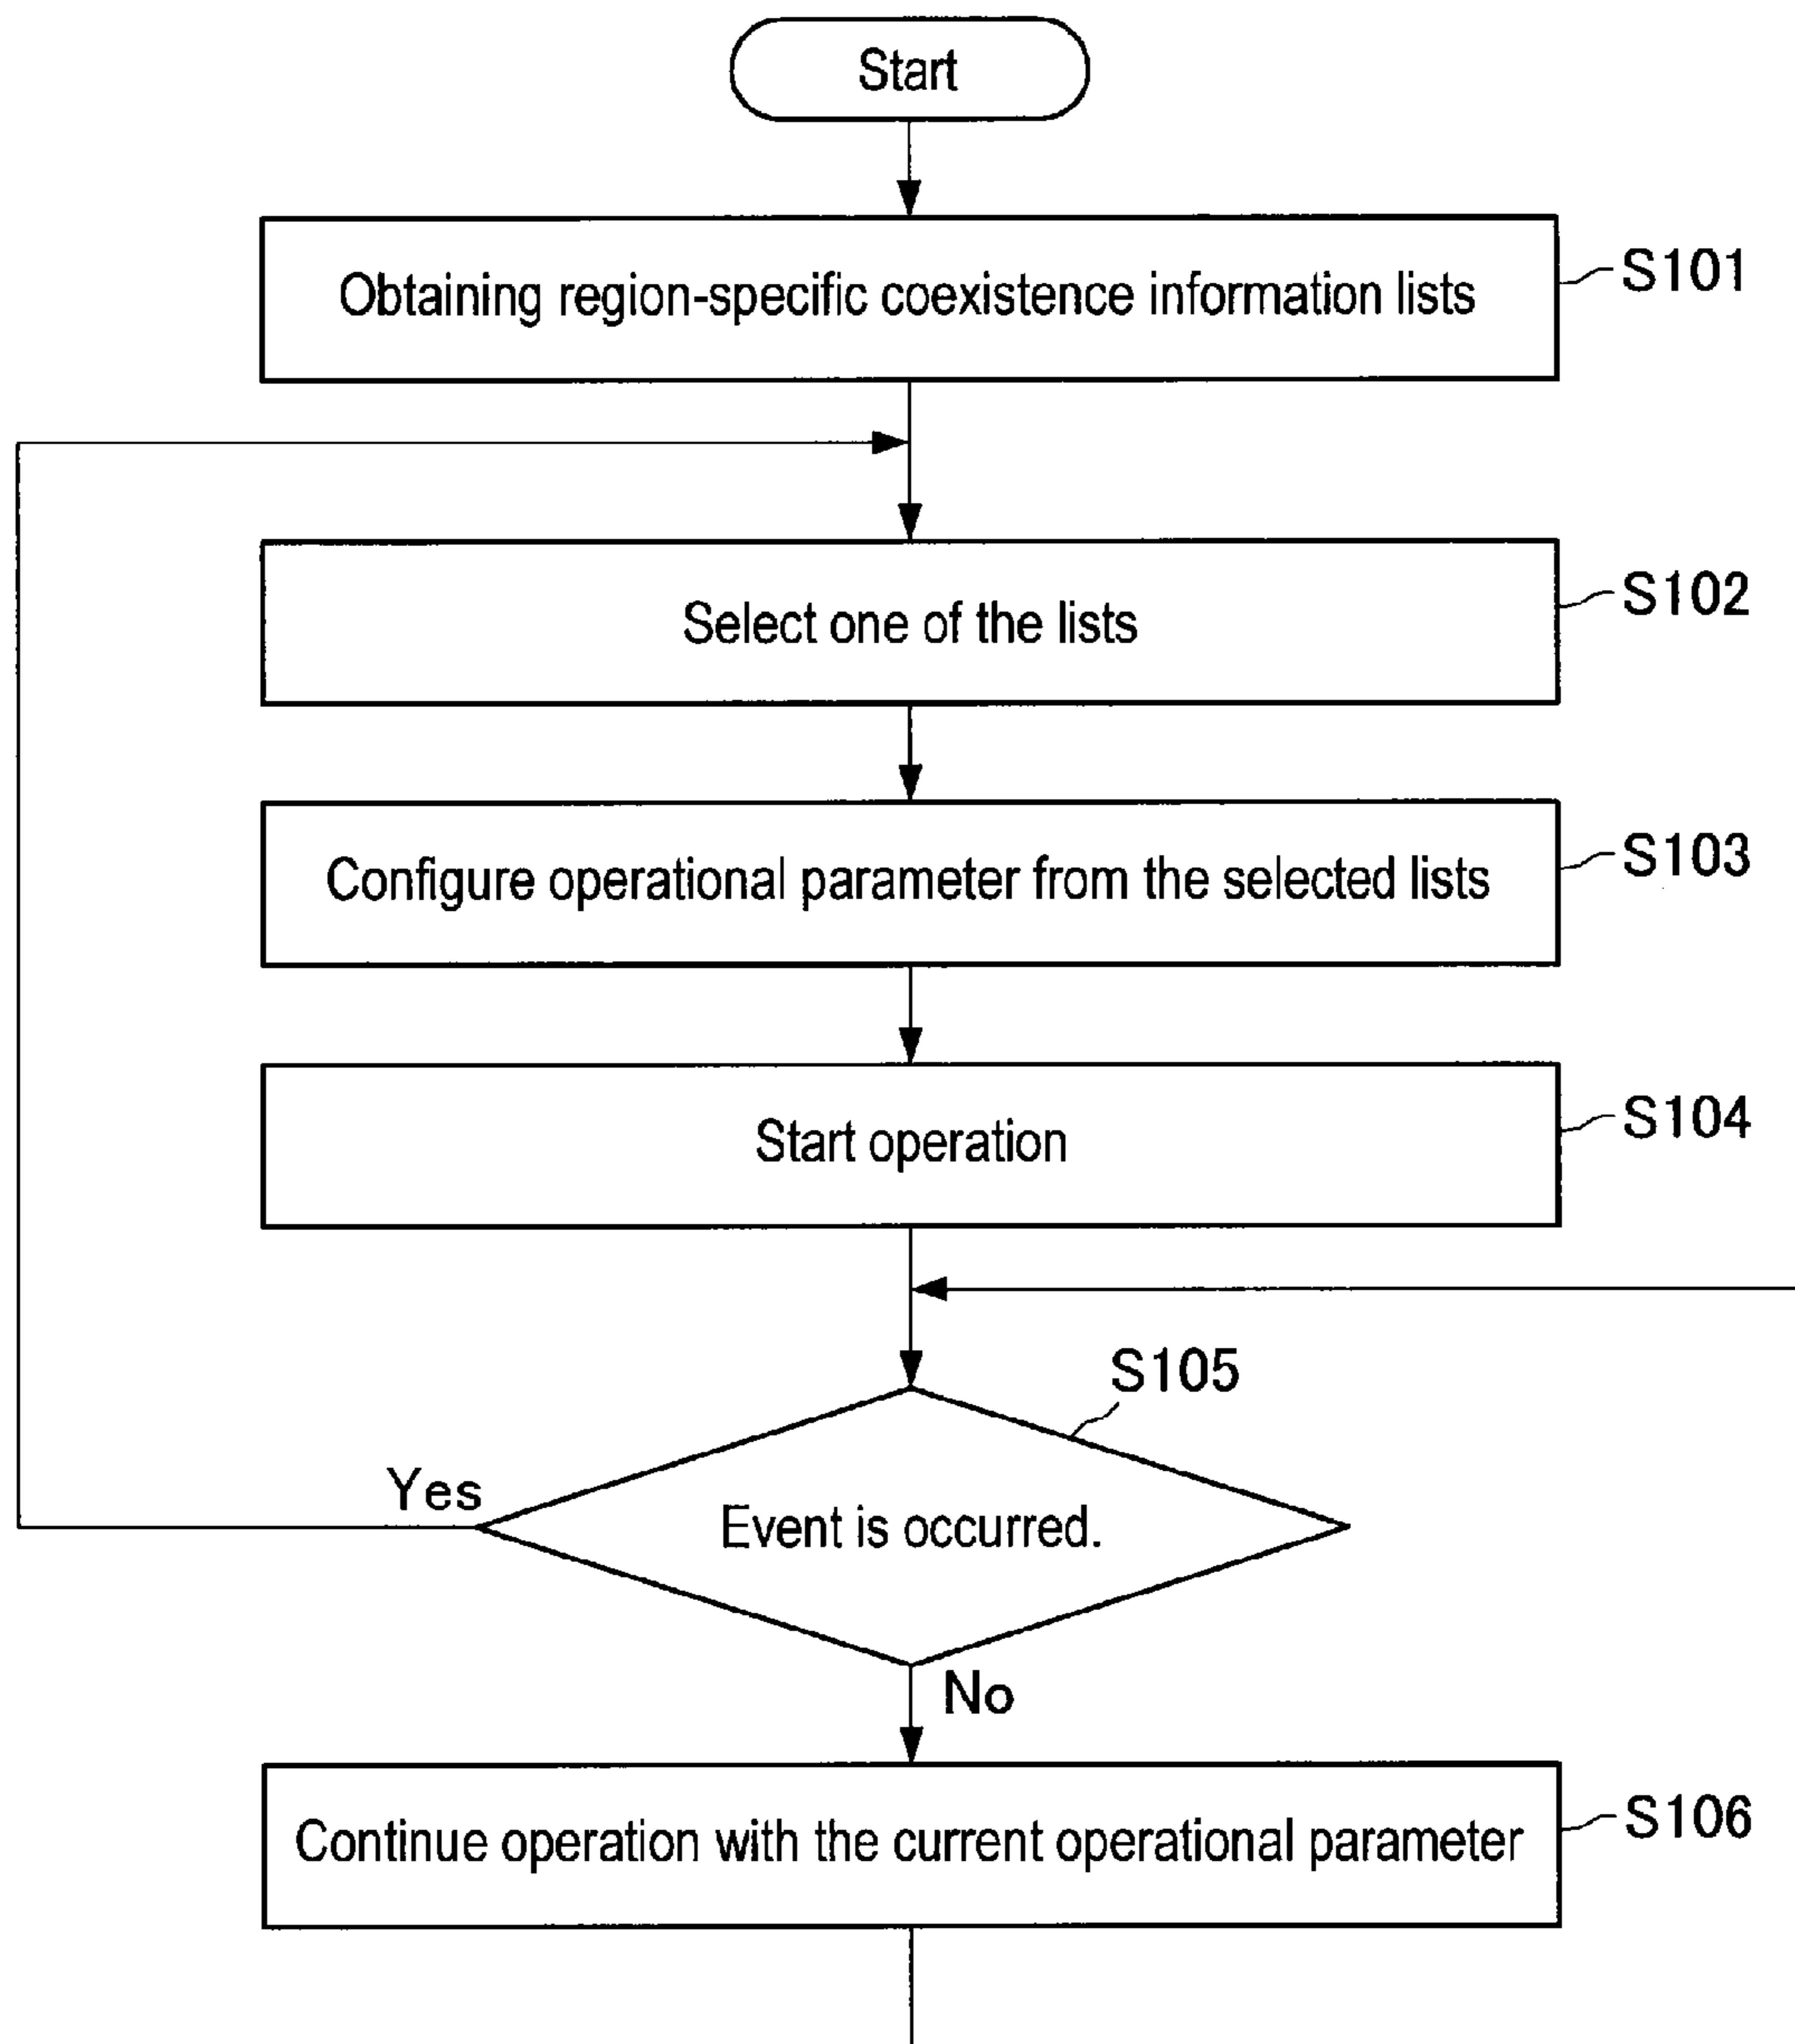 Start
Obtaining region-specific coexistence information lists
S101
Select one of the lists
S102
Configure operational parameter from the selected lists
S103
Start operation
S104
S105
Yes
Event is occurred.
No
Continue operation with the current operational parameter
S106